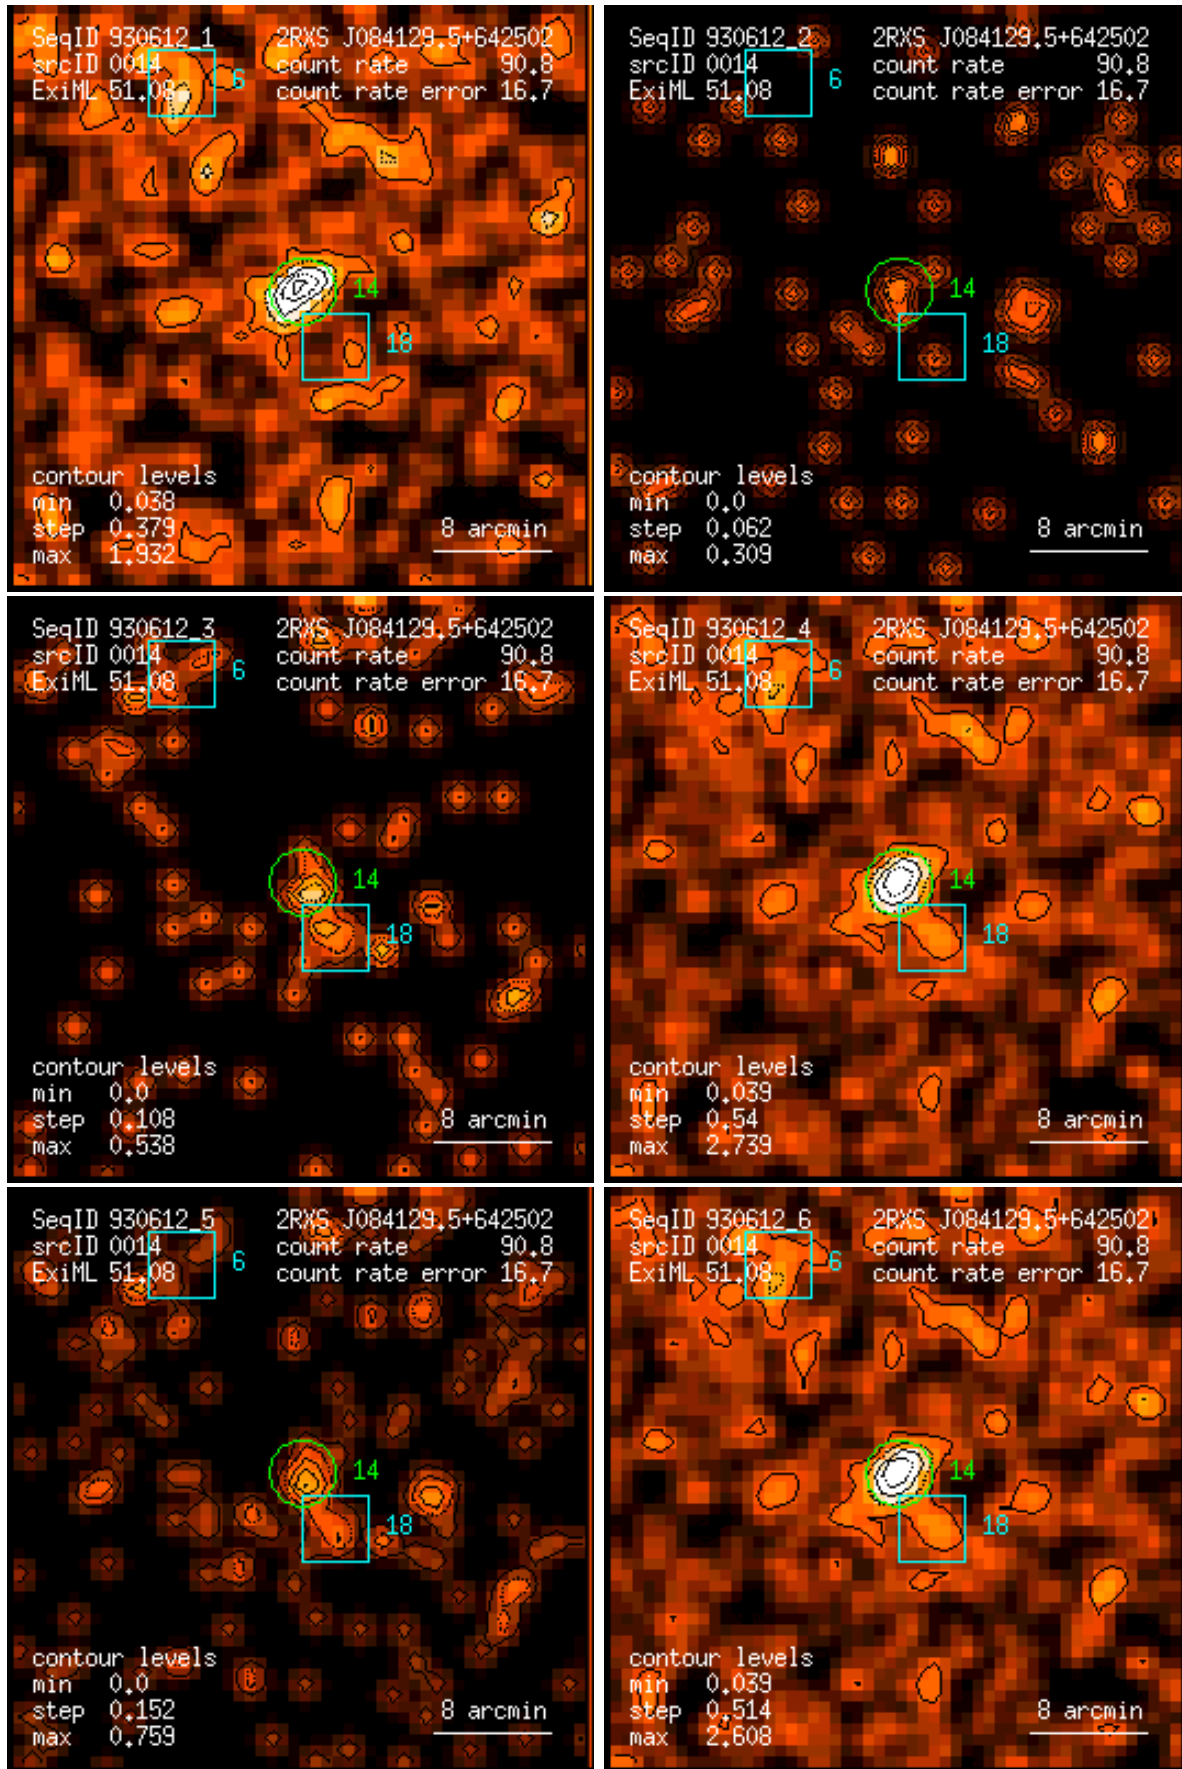 SeqID 930612_1 2RXS J084129.5+642502
srcID 0014 count rate 90.8
ExiML 51.08 count rate error 16.7
6
14
18
contour levels
min 0.038
step 0.379
max 1.932
8 arcmin
SeqID 930612_2 2RXS J084129.5+642502
srcID 0014 count rate 90.8
ExiML 51.08 count rate error 16.7
6
14
18
contour levels
min 0.0
step 0.062
max 0.309
8 arcmin
SeqID 930612_3 2RXS J084129.5+642502
srcID 0014 count rate 90.8
ExiML 51.08 count rate error 16.7
6
14
18
contour levels
min 0.0
step 0.108
max 0.538
8 arcmin
SeqID 930612_4 2RXS J084129.5+642502
srcID 0014 count rate 90.8
ExiML 51.08 count rate error 16.7
6
14
18
contour levels
min 0.039
step 0.54
max 2.739
8 arcmin
SeqID 930612_5 2RXS J084129.5+642502
srcID 0014 count rate 90.8
ExiML 51.08 count rate error 16.7
6
14
18
contour levels
min 0.0
step 0.152
max 0.759
8 arcmin
SeqID 930612_6 2RXS J084129.5+642502
srcID 0014 count rate 90.8
ExiML 51.08 count rate error 16.7
6
14
18
contour levels
min 0.039
step 0.514
max 2.608
8 arcmin